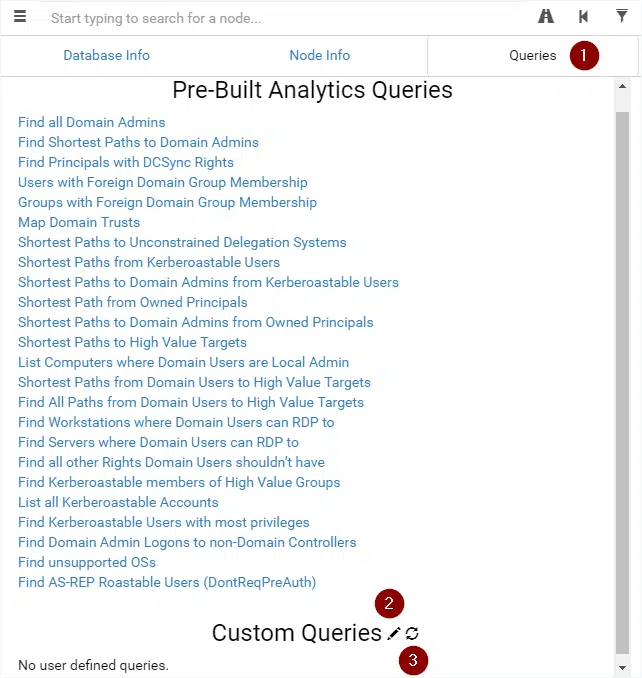 Start typing to search for a node...
Database Info Node Info Queries 1
Pre-Built Analytics Queries
Find all Domain Admins
Find Shortest Paths to Domain Admins
Find Principals with DCSync Rights
Users with Foreign Domain Group Membership
Groups with Foreign Domain Group Membership
Map Domain Trusts
Shortest Paths to Unconstrained Delegation Systems
Shortest Paths from Kerberoastable Users
Shortest Paths to Domain Admins from Kerberoastable Users
Shortest Path from Owned Principals
Shortest Paths to Domain Admins from Owned Principals
Shortest Paths to High Value Targets
List Computers where Domain Users are Local Admin
Shortest Paths from Domain Users to High Value Targets
Find All Paths from Domain Users to High Value Targets
Find Workstations where Domain Users can RDP to
Find Servers where Domain Users can RDP to
Find all other Rights Domain Users shouldn't have
Find Kerberoastable members of High Value Groups
List all Kerberoastable Accounts
Find Kerberoastable Users with most privileges
Find Domain Admin Logons to non-Domain Controllers
Find unsupported OSs
Find AS-REP Roastable Users (DontReqPreAuth)
2
Custom Queries
3
No user defined queries.